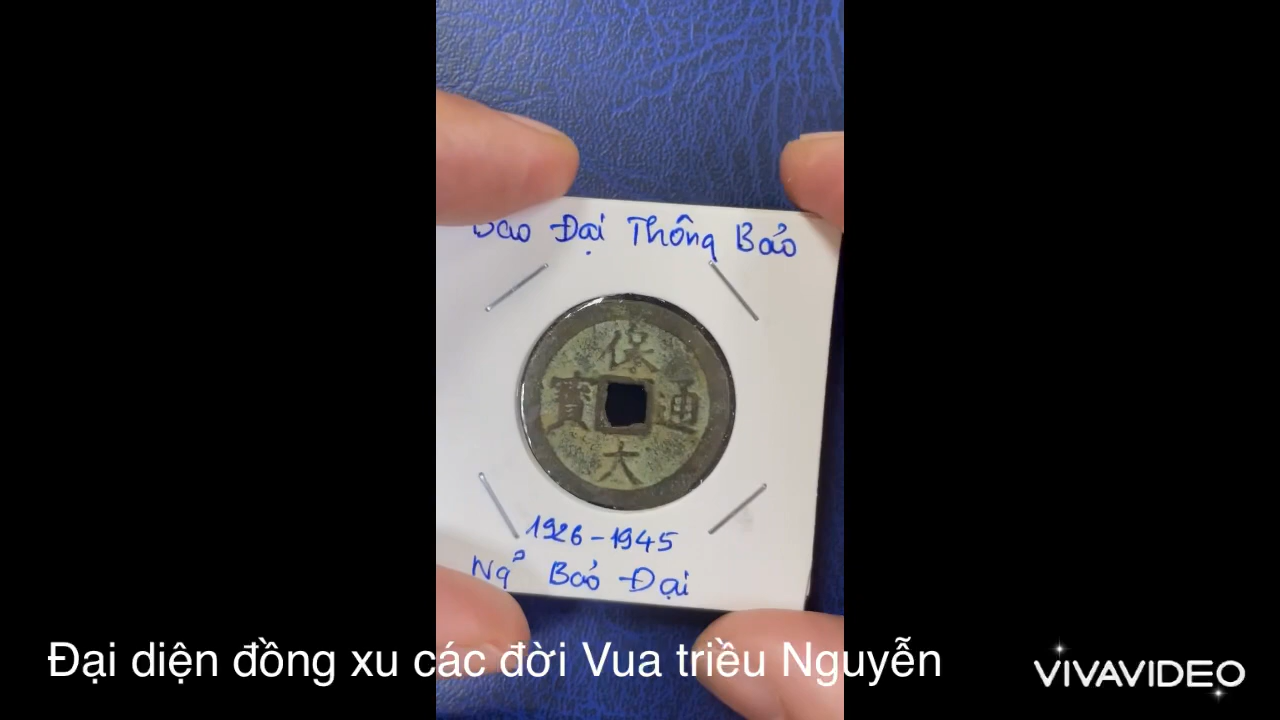 Bảo Đại Thông Bảo
保大通寶
1926-1945
Ng° Bảo Đại
Đại diện đồng xu các đời Vua triều Nguyễn
VIVAVIDEO